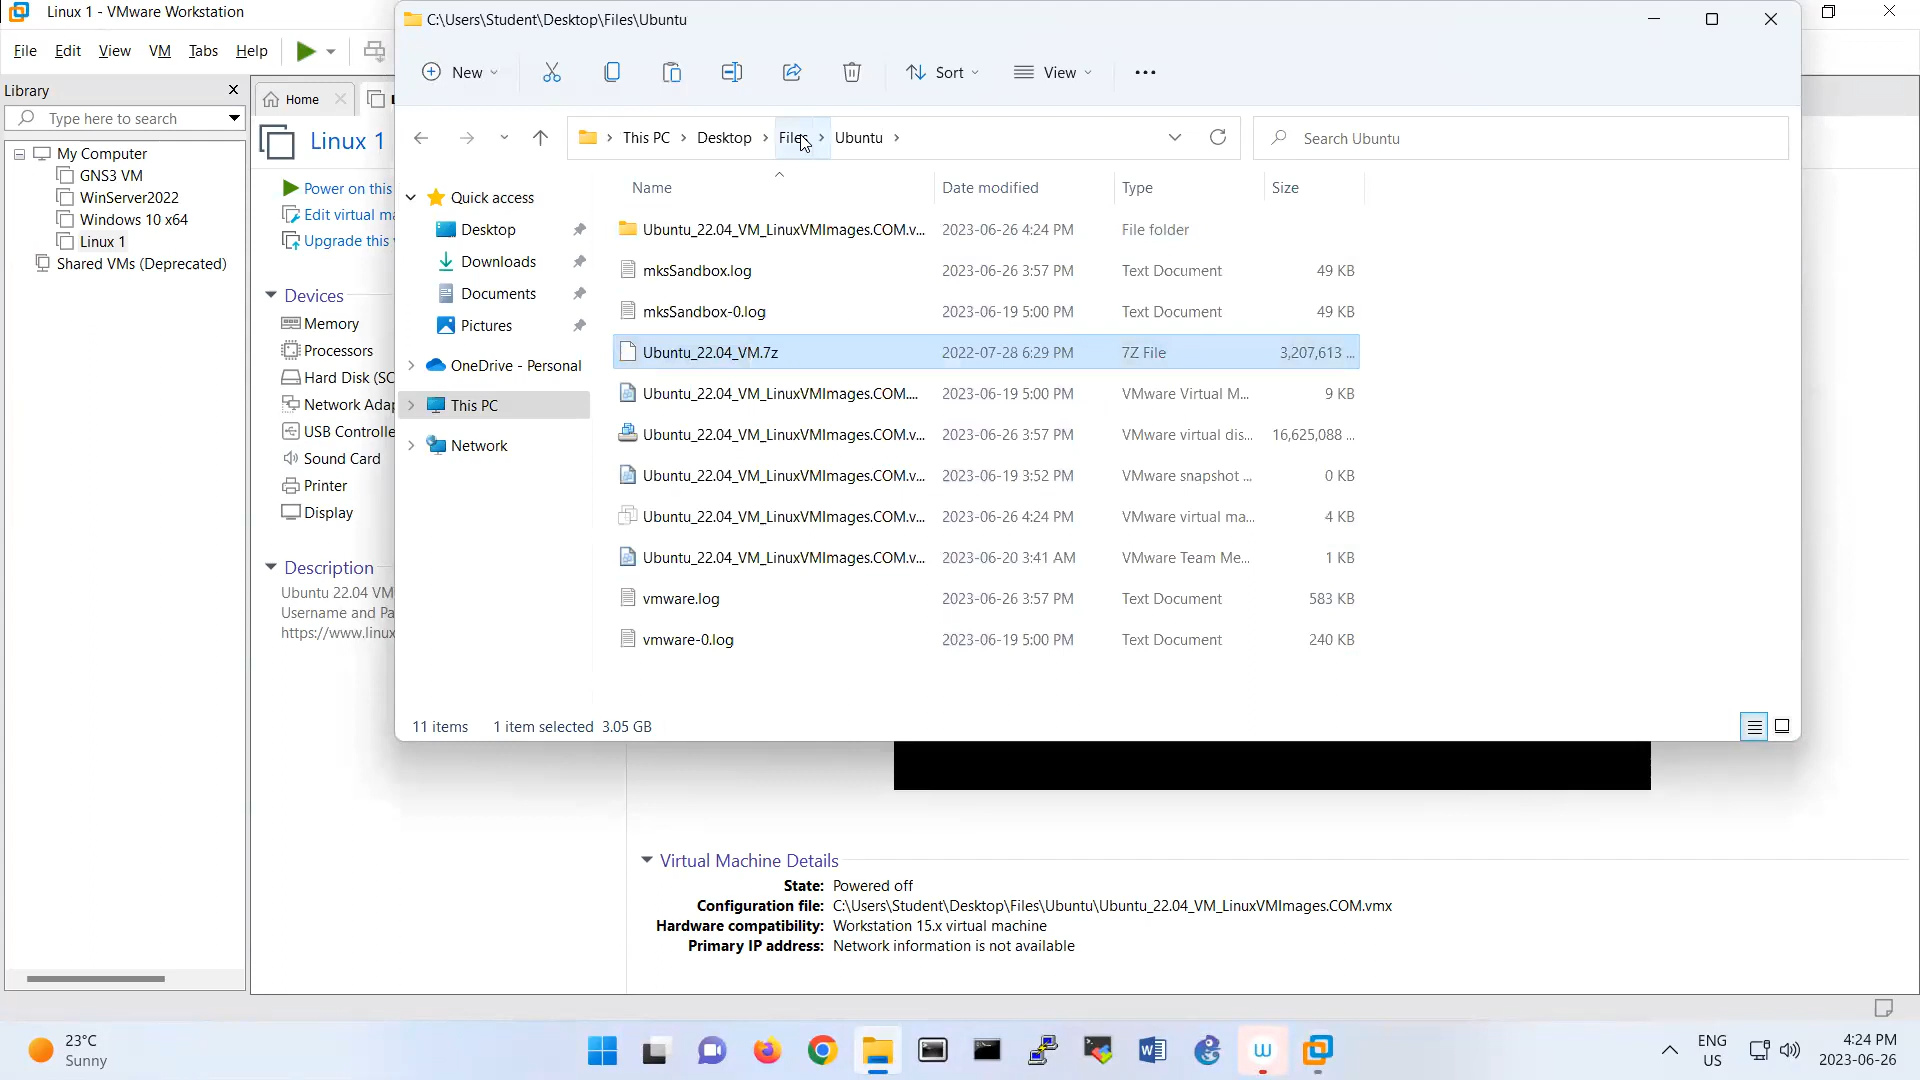 Linux 1 - VMware Workstation
File Edit View VM Tabs Help
Library
Type here to search
My Computer
GNS3 VM
WinServer2022
Windows 10 x64
Linux 1
Shared VMs (Deprecated)
Home
Linux 1
Power on this
Edit virtual ma
Upgrade this
Devices
Memory
Processors
Hard Disk (SC
Network Adap
USB Controlle
Sound Card
Printer
Display
Description
Ubuntu 22.04 VM
Username and Pa
https://www.linux
C:\Users\Student\Desktop\Files\Ubuntu
New Sort View
This PC Desktop Files Ubuntu
Search Ubuntu
Quick access
Desktop
Downloads
Documents
Pictures
OneDrive - Personal
This PC
Network
Name Date modified Type Size
Ubuntu_22.04_VM_LinuxVMImages.COM.v... 2023-06-26 4:24 PM File folder
mksSandbox.log 2023-06-26 3:57 PM Text Document 49 KB
mksSandbox-0.log 2023-06-19 5:00 PM Text Document 49 KB
Ubuntu_22.04_VM.7z 2022-07-28 6:29 PM 7Z File 3,207,613 ...
Ubuntu_22.04_VM_LinuxVMImages.COM.... 2023-06-19 5:00 PM VMware Virtual M... 9 KB
Ubuntu_22.04_VM_LinuxVMImages.COM.v... 2023-06-26 3:57 PM VMware virtual dis... 16,625,088 ...
Ubuntu_22.04_VM_LinuxVMImages.COM.v... 2023-06-19 3:52 PM VMware snapshot ... 0 KB
Ubuntu_22.04_VM_LinuxVMImages.COM.v... 2023-06-26 4:24 PM VMware virtual ma... 4 KB
Ubuntu_22.04_VM_LinuxVMImages.COM.v... 2023-06-20 3:41 AM VMware Team Me... 1 KB
vmware.log 2023-06-26 3:57 PM Text Document 583 KB
vmware-0.log 2023-06-19 5:00 PM Text Document 240 KB
11 items 1 item selected 3.05 GB
Virtual Machine Details
State: Powered off
Configuration file: C:\Users\Student\Desktop\Files\Ubuntu\Ubuntu_22.04_VM_LinuxVMImages.COM.vmx
Hardware compatibility: Workstation 15.x virtual machine
Primary IP address: Network information is not available
23°C
Sunny
ENG
US
4:24 PM
2023-06-26